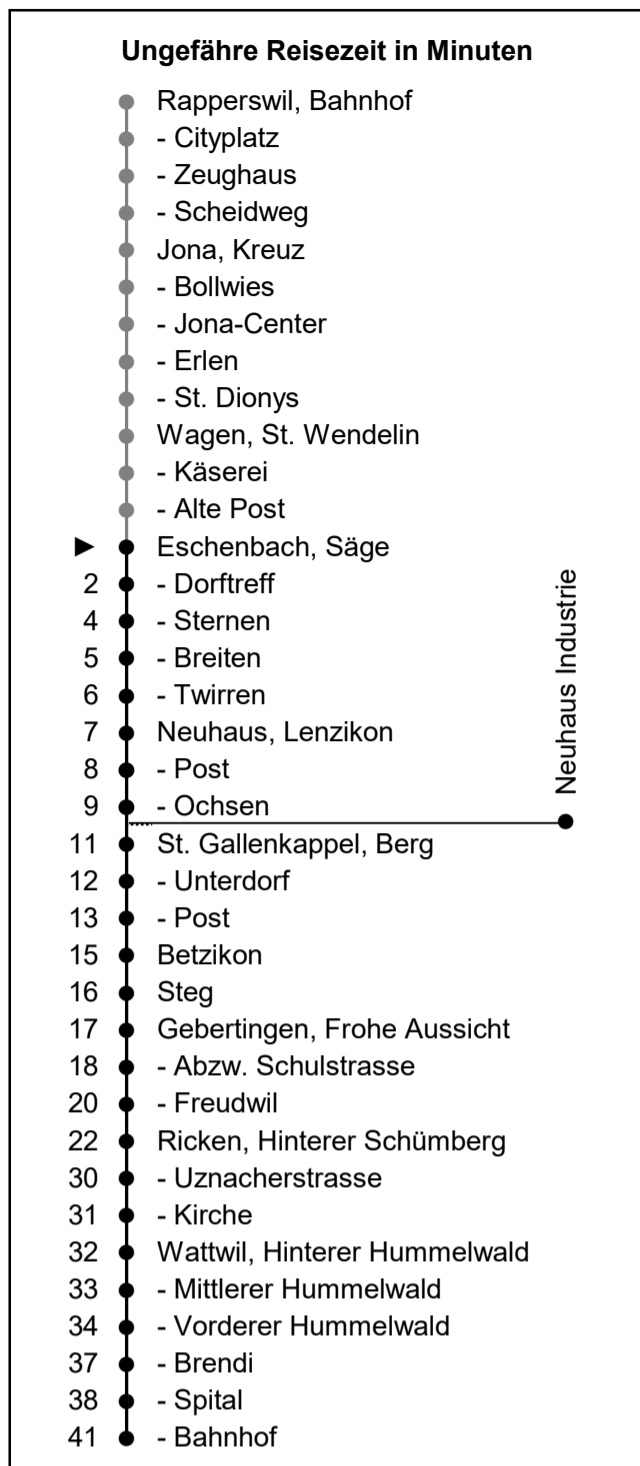 Ungefähre Reisezeit in Minuten
Rapperswil, Bahnhof
- Cityplatz
- Zeughaus
- Scheidweg
Jona, Kreuz
- Bollwies
- Jona-Center
- Erlen
- St. Dionys
Wagen, St. Wendelin
- Käserei
- Alte Post
► Eschenbach, Säge
2 - Dorftreff
4 - Sternen
5 - Breiten
6 - Twirren
7 Neuhaus, Lenzikon
8 - Post
9 - Ochsen
Neuhaus Industrie
11 St. Gallenkappel, Berg
12 - Unterdorf
13 - Post
15 Betzikon
16 Steg
17 Gebertingen, Frohe Aussicht
18 - Abzw. Schulstrasse
20 - Freudwil
22 Ricken, Hinterer Schümberg
30 - Uznacherstrasse
31 - Kirche
32 Wattwil, Hinterer Hummelwald
33 - Mittlerer Hummelwald
34 - Vorderer Hummelwald
37 - Brendi
38 - Spital
41 - Bahnhof